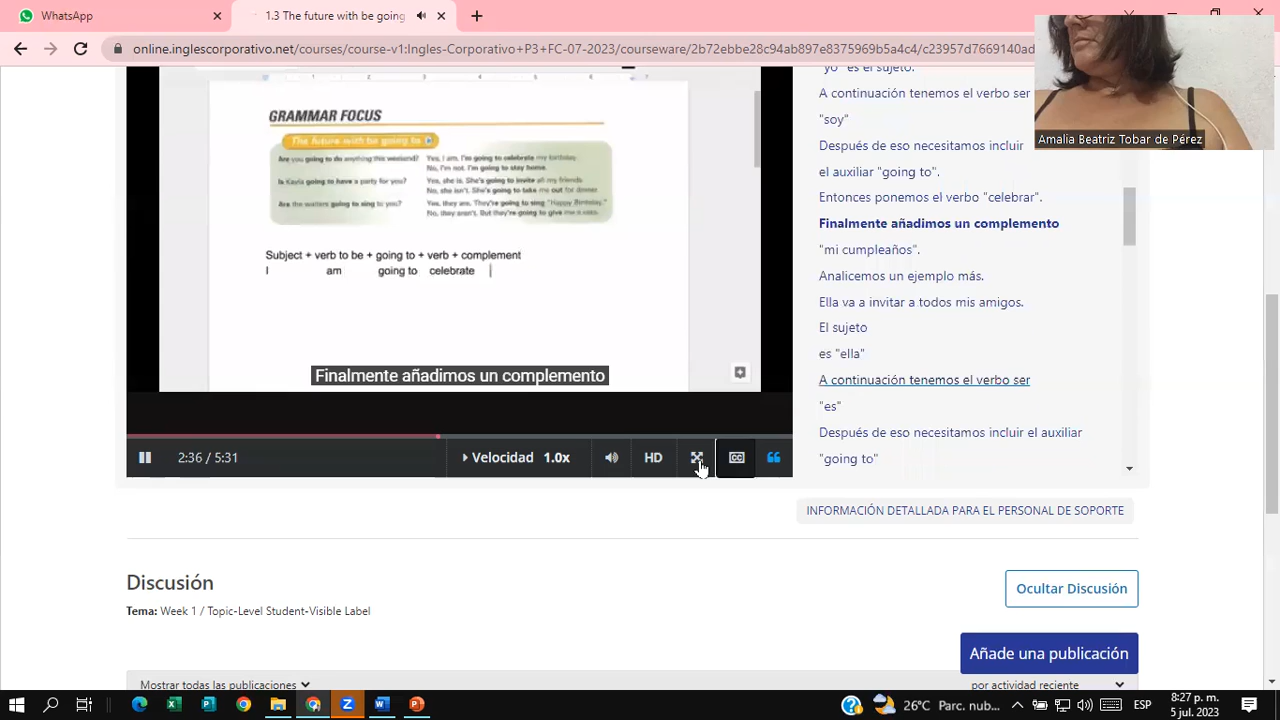 WhatsApp
1.3 The future with be going
online.inglescorporativo.net/courses/course-v1:Ingles-Corporativo+P3+FC-07-2023/courseware/2b72ebbe28c94ab897e8375969b5a4c4/c23957d7669140ad
Amalia Beatriz Tobar de Pérez
GRAMMAR FOCUS
The future with be going to
Are you going to do anything this weekend? Yes, I am. I'm going to celebrate my birthday.
No, I'm not. I'm going to stay home.
Is Kayla going to have a party for you? Yes, she is. She's going to invite all my friends.
No, she isn't. She's going to take me out for dinner.
Are the waiters going to sing to you? Yes, they are. They're going to sing "Happy Birthday."
No, they aren't. But they're going to give me a cake.
Subject + verb to be + going to + verb + complement
I am going to celebrate
Finalmente añadimos un complemento
2:36 / 5:31
Velocidad 1.0x
HD
CC
"yo" es el sujeto.
A continuación tenemos el verbo ser
"soy"
Después de eso necesitamos incluir
el auxiliar "going to",
Entonces ponemos el verbo "celebrar".
Finalmente añadimos un complemento
"mi cumpleaños".
Analicemos un ejemplo más.
Ella va a invitar a todos mis amigos.
El sujeto
es "ella"
A continuación tenemos el verbo ser
"es"
Después de eso necesitamos incluir el auxiliar
"going to"
INFORMACIÓN DETALLADA PARA EL PERSONAL DE SOPORTE
Discusión
Ocultar Discusión
Tema: Week 1 / Topic-Level Student-Visible Label
Añade una publicación
Mostrar todas las publicaciones
por actividad reciente
26°C Parc. nub...
ESP
8:27 p. m.
5 jul. 2023